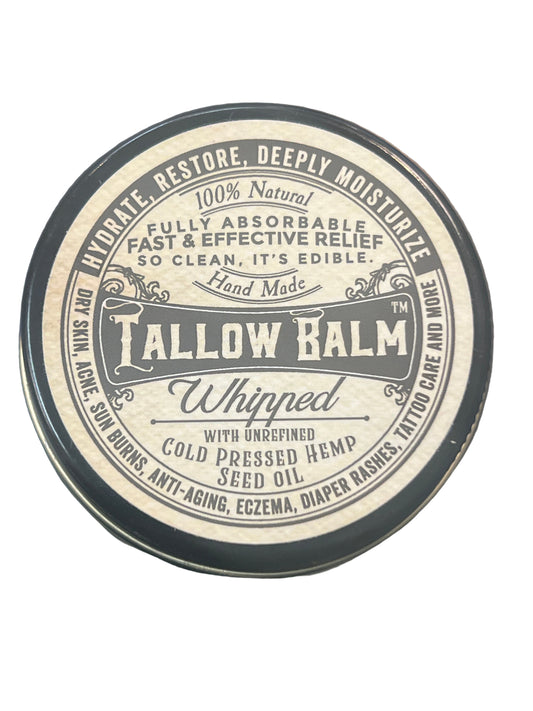 HYDRATE, RESTORE, DEEPLY MOISTURIZE
100% Natural
FULLY ABSORBABLE
FAST & EFFECTIVE RELIEF
SO CLEAN, IT'S EDIBLE.
Hand Made
TALLOW BALM™
Whipped
WITH UNREFINED
COLD PRESSED HEMP
SEED OIL
DRY SKIN, ACNE, SUN BURNS, ANTI-AGING, ECZEMA, DIAPER RASHES, TATTOO CARE AND MORE